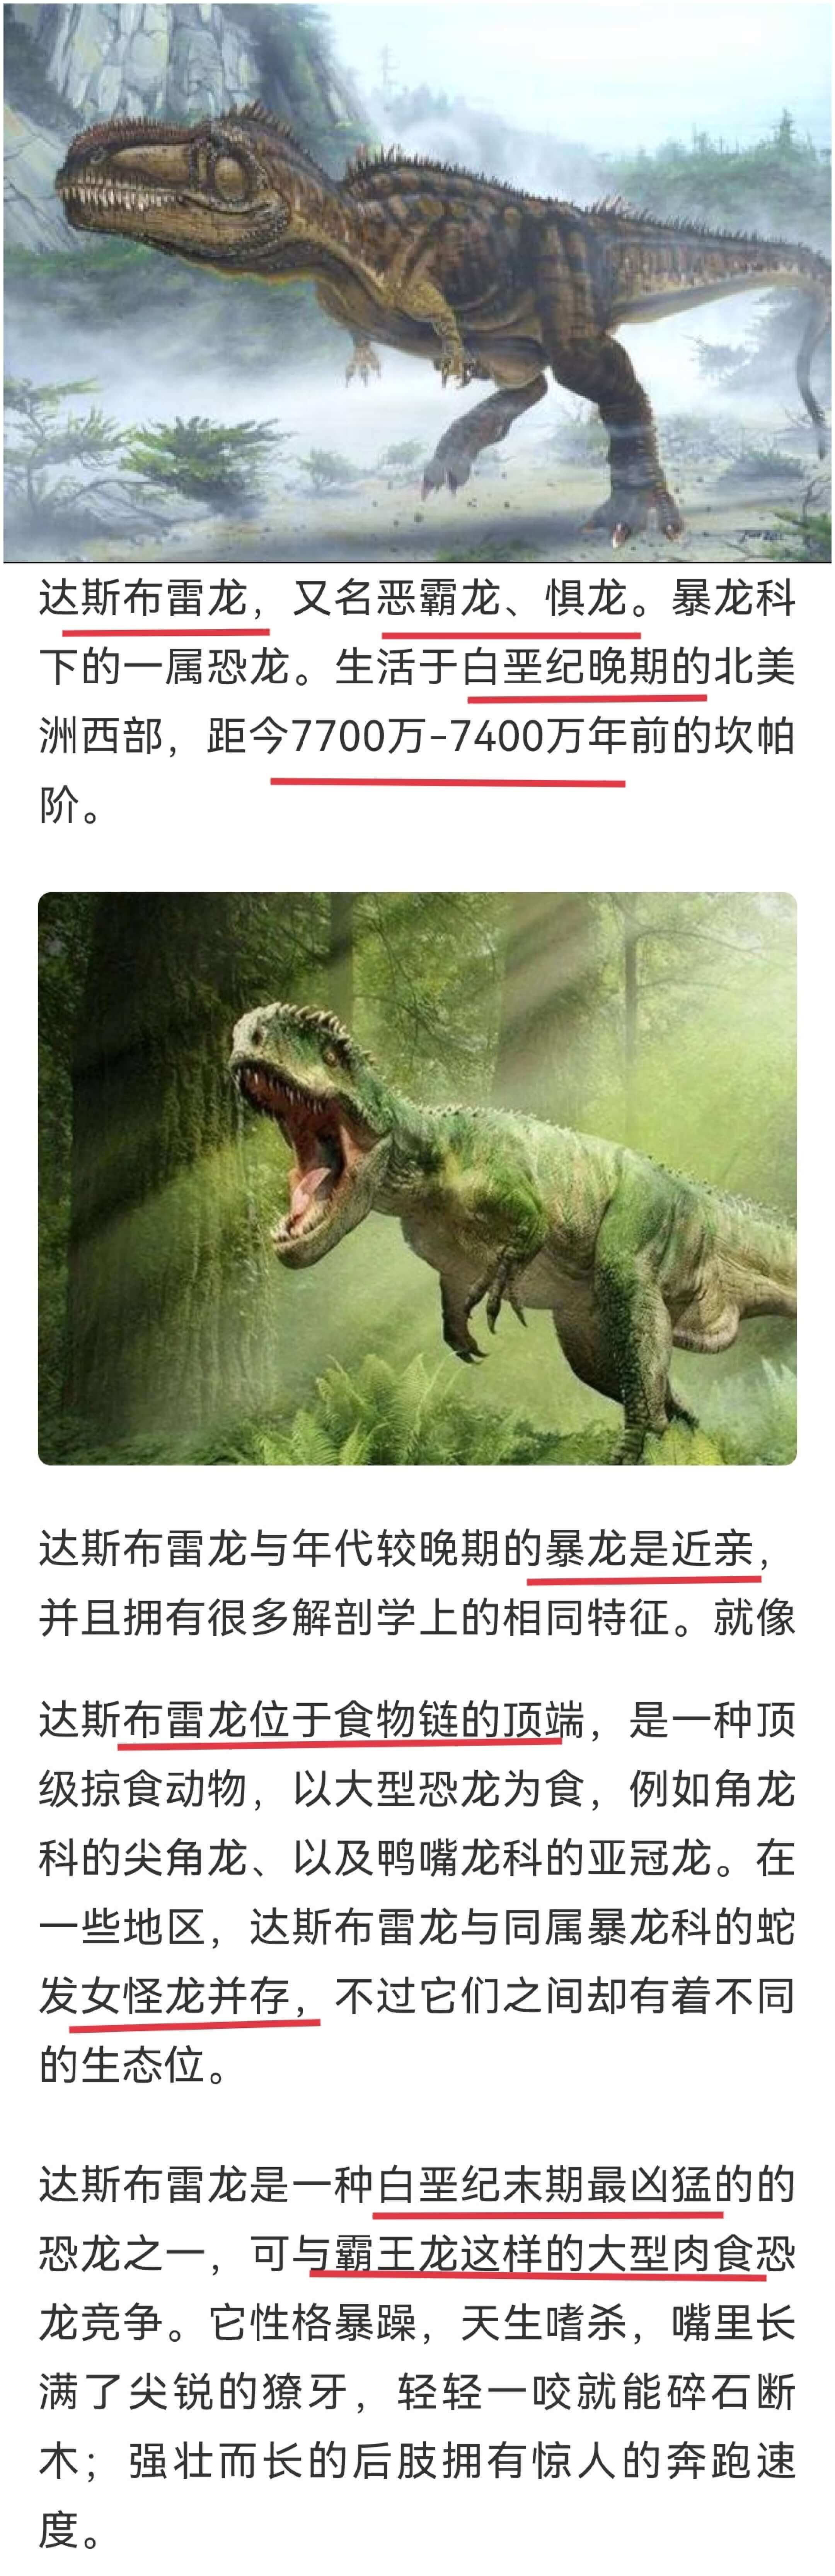 达斯布雷龙，又名恶霸龙、惧龙。暴龙科
下的一属恐龙。生活于白垩纪晚期的北美
洲西部，距今7700万-7400万年前的坎帕
阶。
达斯布雷龙与年代较晚期的暴龙是近亲，
并且拥有很多解剖学上的相同特征。就像
达斯布雷龙位于食物链的顶端，是一种顶
级掠食动物，以大型恐龙为食，例如角龙
科的尖角龙、以及鸭嘴龙科的亚冠龙。在
一些地区，达斯布雷龙与同属暴龙科的蛇
发女怪龙并存，不过它们之间却有着不同
的生态位。
达斯布雷龙是一种白垩纪末期最凶猛的的
恐龙之一，可与霸王龙这样的大型肉食恐
龙竞争。它性格暴躁，天生嗜杀，嘴里长
满了尖锐的獠牙，轻轻一咬就能碎石断
木；强壮而长的后肢拥有惊人的奔跑速
度。